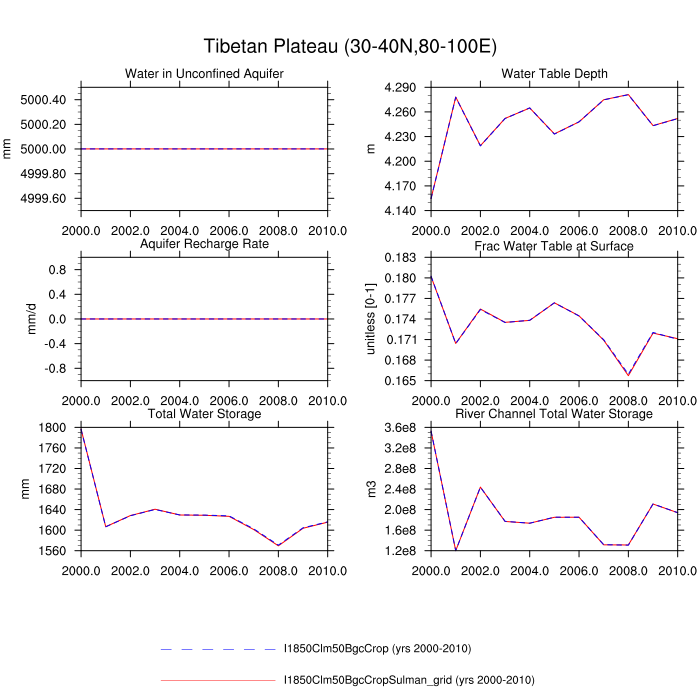 Tibetan Plateau (30-40N,80-100E)
Water in Unconfined Aquifer
5000.40
5000.20
5000.00
4999.80
4999.60
mm
2000.0 2002.0 2004.0 2006.0 2008.0 2010.0
Water Table Depth
4.290
4.260
4.230
4.200
4.170
4.140
m
2000.0 2002.0 2004.0 2006.0 2008.0 2010.0
Aquifer Recharge Rate
0.8
0.4
0.0
-0.4
-0.8
mm/d
2000.0 2002.0 2004.0 2006.0 2008.0 2010.0
Frac Water Table at Surface
0.183
0.180
0.177
0.174
0.171
0.168
0.165
unitless [0-1]
2000.0 2002.0 2004.0 2006.0 2008.0 2010.0
Total Water Storage
1800
1760
1720
1680
1640
1600
1560
mm
2000.0 2002.0 2004.0 2006.0 2008.0 2010.0
River Channel Total Water Storage
3.6e8
3.2e8
2.8e8
2.4e8
2.0e8
1.6e8
1.2e8
m3
2000.0 2002.0 2004.0 2006.0 2008.0 2010.0
I1850Clm50BgcCrop (yrs 2000-2010)
I1850Clm50BgcCropSulman_grid (yrs 2000-2010)